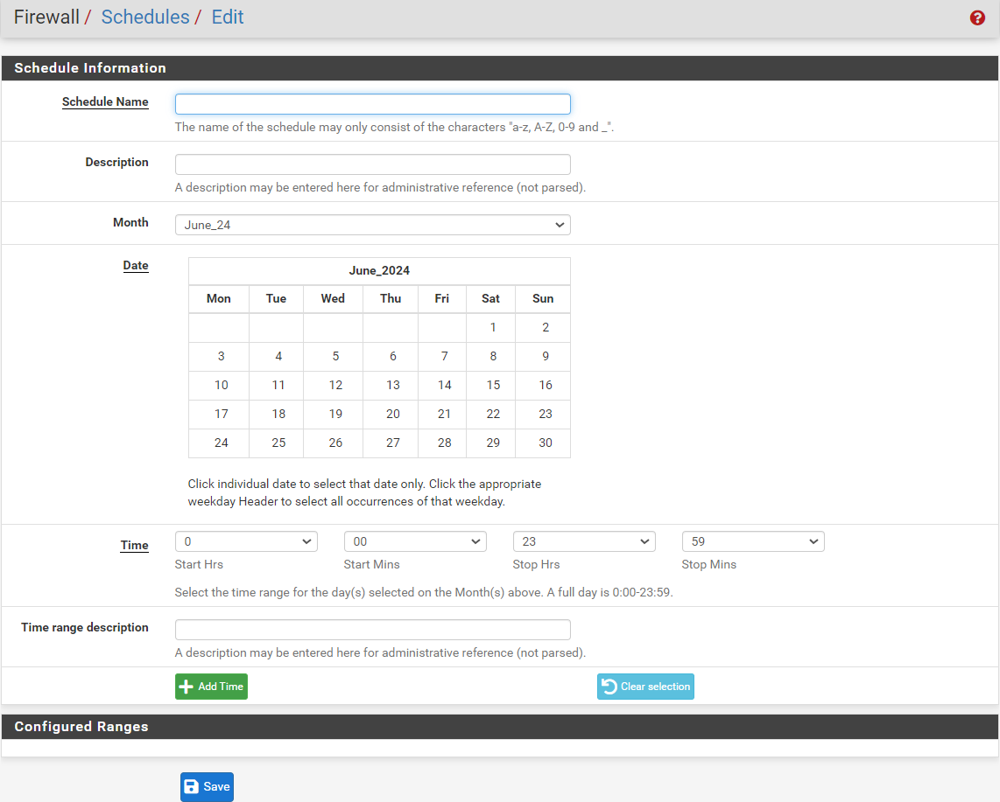 Firewall / Schedules / Edit
Schedule Information
Schedule Name
The name of the schedule may only consist of the characters "a-z, A-Z, 0-9 and _".
Description
A description may be entered here for administrative reference (not parsed).
Month June_24
Date
June_2024
Mon Tue Wed Thu Fri Sat Sun
1 2
3 4 5 6 7 8 9
10 11 12 13 14 15 16
17 18 19 20 21 22 23
24 25 26 27 28 29 30
Click individual date to select that date only. Click the appropriate
weekday Header to select all occurrences of that weekday.
Time 0 00 23 59
Start Hrs Start Mins Stop Hrs Stop Mins
Select the time range for the day(s) selected on the Month(s) above. A full day is 0:00-23:59.
Time range description
A description may be entered here for administrative reference (not parsed).
Add Time Clear selection
Configured Ranges
Save